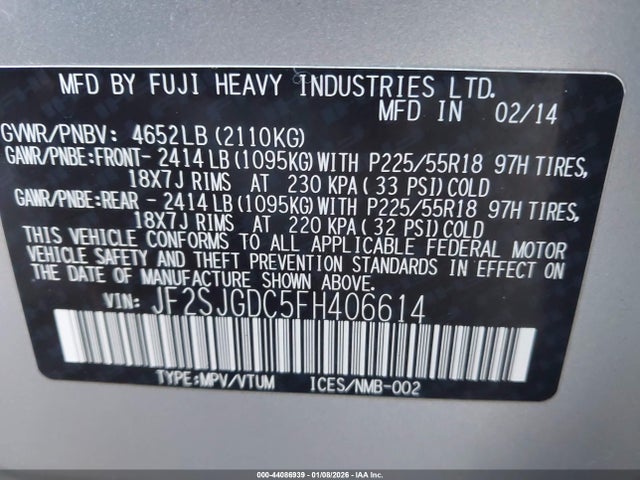 MFD BY FUJI HEAVY INDUSTRIES LTD.
MFD IN 02/14
GVWR/PNBV: 4652LB(2110KG)
GAWR/PNBE:FRONT- 2414LB(1095KG)WITH P225/55R18 97H TIRES,
18X7J RIMS AT 230 KPA( 33 PSI)COLD
GAWR/PNBE:REAR - 2414LB(1095KG)WITH P225/55R18 97H TIRES,
18X7J RIMS AT 220 KPA( 32 PSI)COLD
THIS VEHICLE CONFORMS TO ALL APPLICABLE FEDERAL MOTOR
VEHICLE SAFETY AND THEFT PREVENTION STANDARDS IN EFFECT ON
THE DATE OF MANUFACTURE SHOWN ABOVE.
VIN: JF2SJGDC5FH406614
TYPE:MPV/VTUM ICES/NMB-002
000-44086939 - 01/08/2026 - IAA Inc.